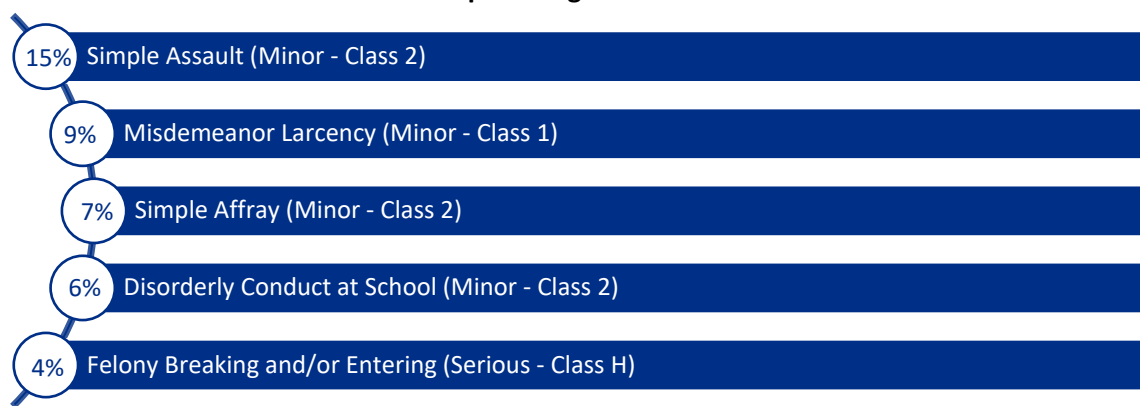 15% Simple Assault (Minor - Class 2)
9% Misdemeanor Larcency (Minor - Class 1)
7% Simple Affray (Minor - Class 2)
6% Disorderly Conduct at School (Minor - Class 2)
4% Felony Breaking and/or Entering (Serious - Class H)